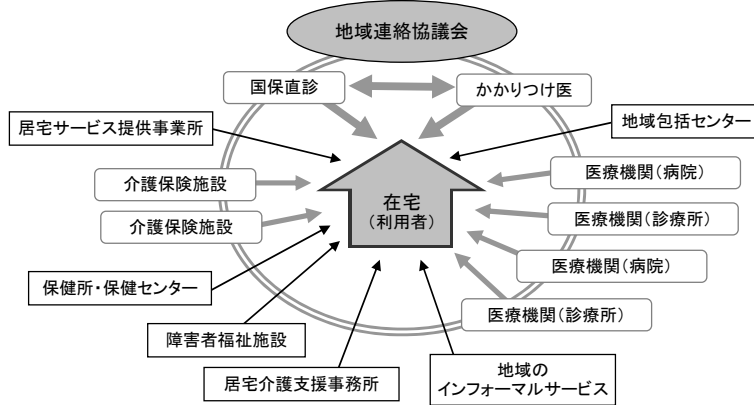 地域連絡協議会
国保直診
かかりつけ医
居宅サービス提供事業所
地域包括センター
介護保険施設
医療機関(病院)
在宅
(利用者)
介護保険施設
医療機関(診療所)
医療機関(病院)
保健所・保健センター
医療機関(診療所)
障害者福祉施設
居宅介護支援事務所
地域の
インフォーマルサービス